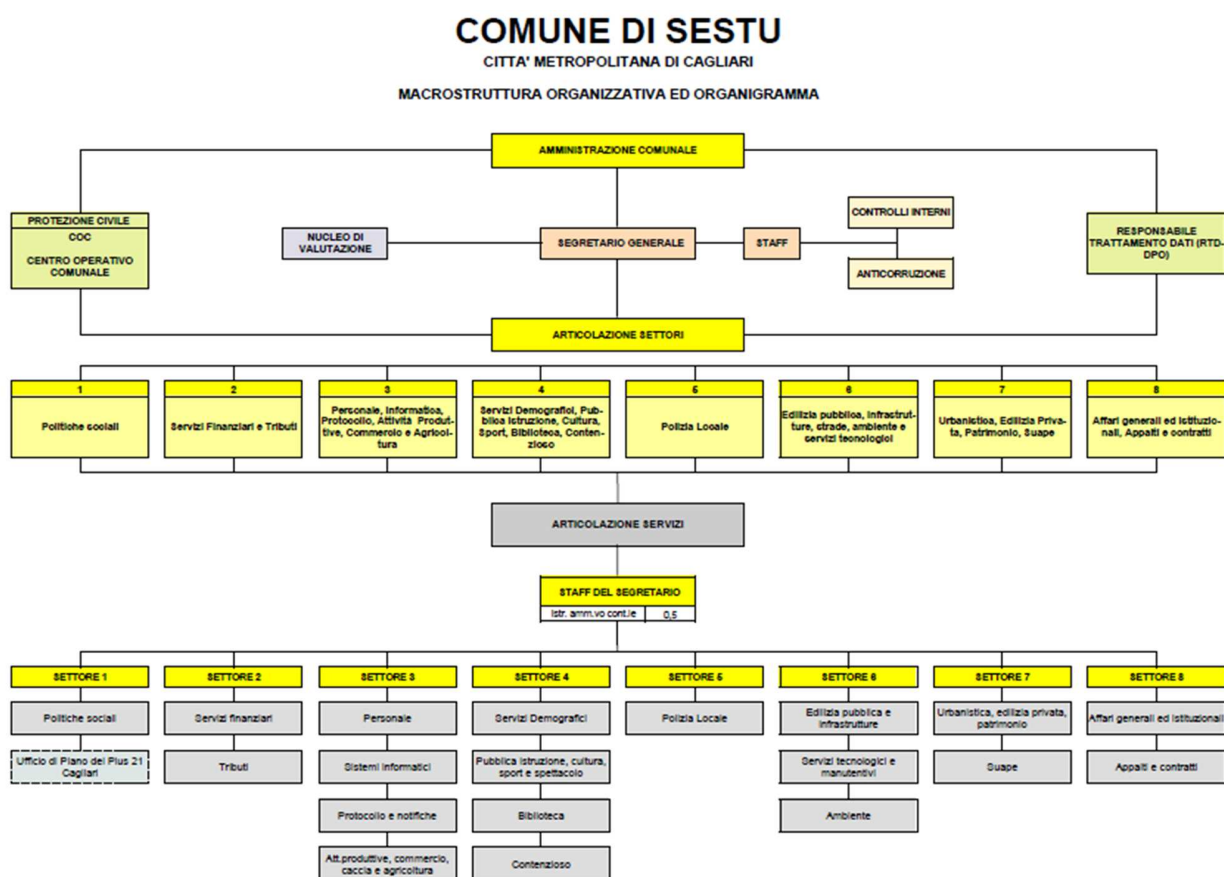 COMUNE DI SESTU
CITTA' METROPOLITANA DI CAGLIARI
MACROSTRUTTURA ORGANIZZATIVA ED ORGANIGRAMMA
AMMINISTRAZIONE COMUNALE
PROTEZIONE CIVILE
COC
CENTRO OPERATIVO
COMUNALE
NUCLEO DI
VALUTAZIONE
SEGRETARIO GENERALE
STAFF
CONTROLLI INTERNI
ANTICORRUZIONE
RESPONSABILE
TRATTAMENTO DATI (RTD-
DPO)
ARTICOLAZIONE SETTORI
1
Politiche sociali
2
Servizi Finanziari e Tributi
3
Personale, Informatica,
Protocollo, Attività Produt-
tive, Commercio e Agricol-
tura
4
Servizi Demografici, Pub-
blica Istruzione, Cultura,
Sport, Biblioteca, Conten-
zioso
5
Polizia Locale
6
Edilizia pubblica, Infrastrut-
ture, strade, ambiente e
servizi tecnologici
7
Urbanistica, Edilizia Priva-
ta, Patrimonio, Suape
8
Affari generali ed istituzio-
nali, Appalti e contratti
ARTICOLAZIONE SERVIZI
STAFF DEL SEGRETARIO
Istr. amm.vo cont.le 0,5
SETTORE 1
Politiche sociali
Ufficio di Piano del Plus 21
Cagliari
SETTORE 2
Servizi finanziari
Tributi
SETTORE 3
Personale
Sistemi informatici
Protocollo e notifiche
Att.produttive, commercio,
caccia e agricoltura
SETTORE 4
Servizi Demografici
Pubblica istruzione, cultura,
sport e spettacolo
Biblioteca
Contenzioso
SETTORE 5
Polizia Locale
SETTORE 6
Edilizia pubblica e
infrastrutture
Servizi tecnologici e
manutentivi
Ambiente
SETTORE 7
Urbanistica, edilizia privata,
patrimonio
Suape
SETTORE 8
Affari generali ed istituzionali
Appalti e contratti